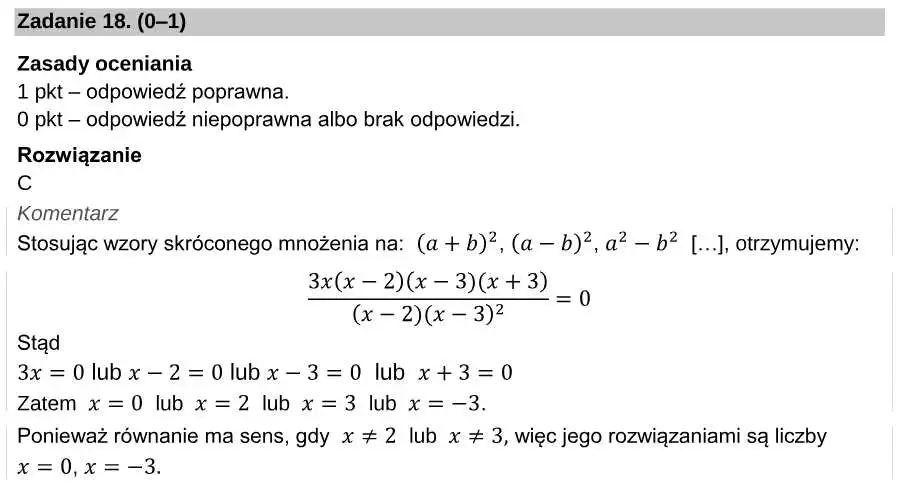 Zadanie 18. (0–1)
Zasady oceniania
1 pkt – odpowiedź poprawna.
0 pkt – odpowiedź niepoprawna albo brak odpowiedzi.
Rozwiązanie
C
Komentarz
Stosując wzory skróconego mnożenia na: (a + b)², (a − b)², a² − b² […], otrzymujemy:
3x(x − 2)(x − 3)(x + 3)
(x − 2)(x − 3)²
= 0
Stąd
3x = 0 lub x − 2 = 0 lub x − 3 = 0 lub x + 3 = 0
Zatem x = 0 lub x = 2 lub x = 3 lub x = −3.
Ponieważ równanie ma sens, gdy x ≠ 2 lub x ≠ 3, więc jego rozwiązaniami są liczby
x = 0, x = −3.